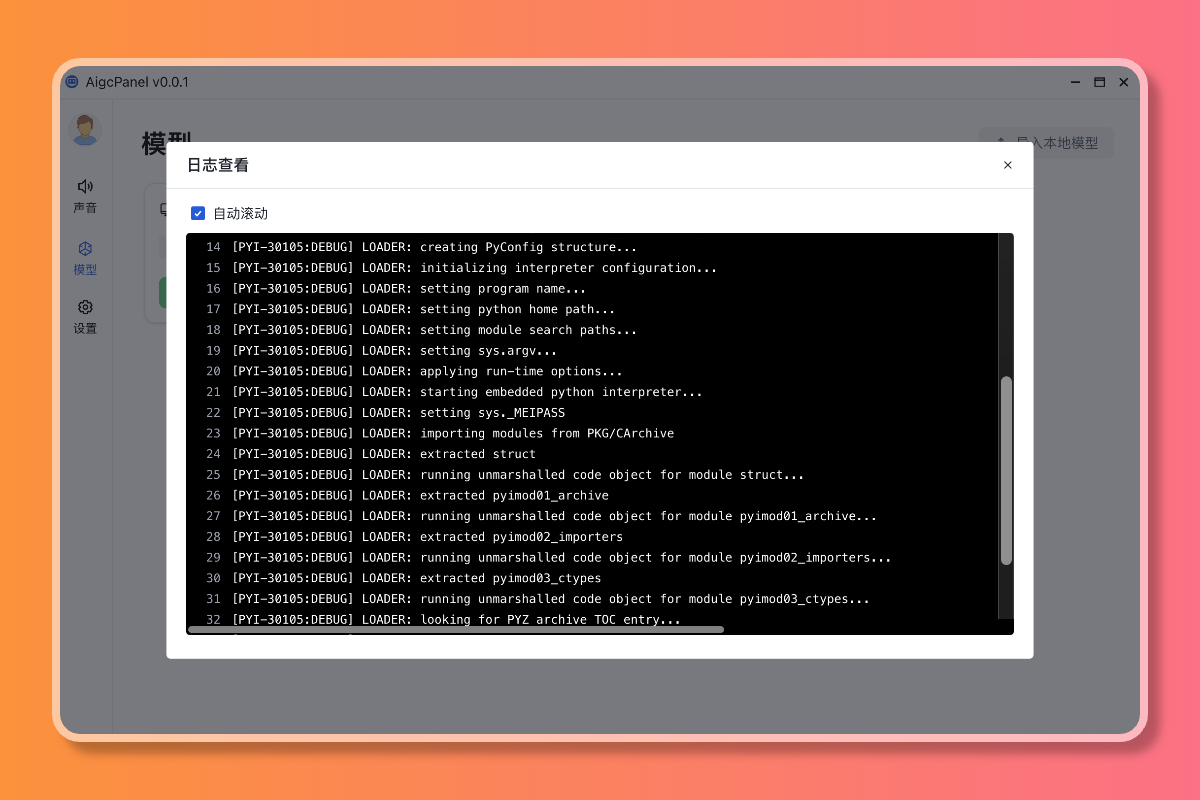 AigcPanel v0.0.1
模型
导入本地模型
声音
模型
设置
日志查看
自动滚动
14 [PYI-30105:DEBUG] LOADER: creating PyConfig structure...
15 [PYI-30105:DEBUG] LOADER: initializing interpreter configuration...
16 [PYI-30105:DEBUG] LOADER: setting program name...
17 [PYI-30105:DEBUG] LOADER: setting python home path...
18 [PYI-30105:DEBUG] LOADER: setting module search paths...
19 [PYI-30105:DEBUG] LOADER: setting sys.argv...
20 [PYI-30105:DEBUG] LOADER: applying run-time options...
21 [PYI-30105:DEBUG] LOADER: starting embedded python interpreter...
22 [PYI-30105:DEBUG] LOADER: setting sys._MEIPASS
23 [PYI-30105:DEBUG] LOADER: importing modules from PKG/CArchive
24 [PYI-30105:DEBUG] LOADER: extracted struct
25 [PYI-30105:DEBUG] LOADER: running unmarshalled code object for module struct...
26 [PYI-30105:DEBUG] LOADER: extracted pyimod01_archive
27 [PYI-30105:DEBUG] LOADER: running unmarshalled code object for module pyimod01_archive...
28 [PYI-30105:DEBUG] LOADER: extracted pyimod02_importers
29 [PYI-30105:DEBUG] LOADER: running unmarshalled code object for module pyimod02_importers...
30 [PYI-30105:DEBUG] LOADER: extracted pyimod03_ctypes
31 [PYI-30105:DEBUG] LOADER: running unmarshalled code object for module pyimod03_ctypes...
32 [PYI-30105:DEBUG] LOADER: looking for PYZ archive TOC entry...